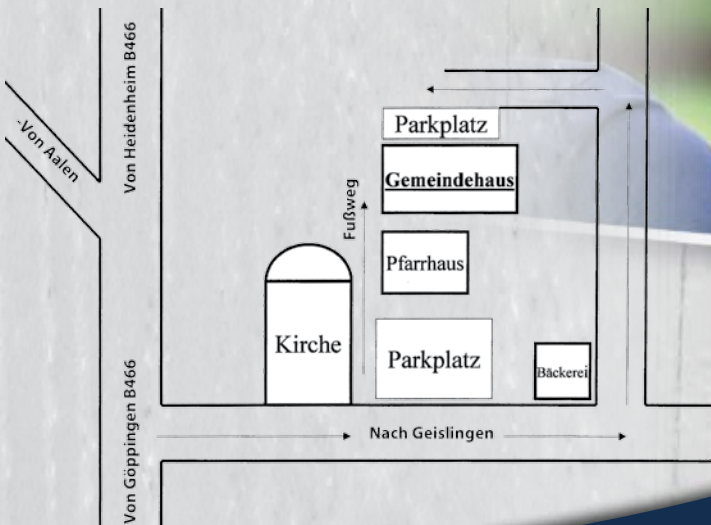 Von Heidenheim B466
-Von Aalen
Parkplatz
Gemeindehaus
Fußweg
Pfarrhaus
Kirche
Parkplatz
Bäckerei
Von Göppingen B466
Nach Geislingen